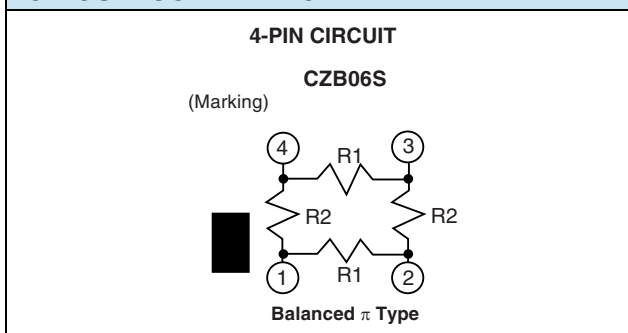 4-PIN CIRCUIT
CZB06S
(Marking)
4
R1
3
R2
R2
1
R1
2
Balanced π Type